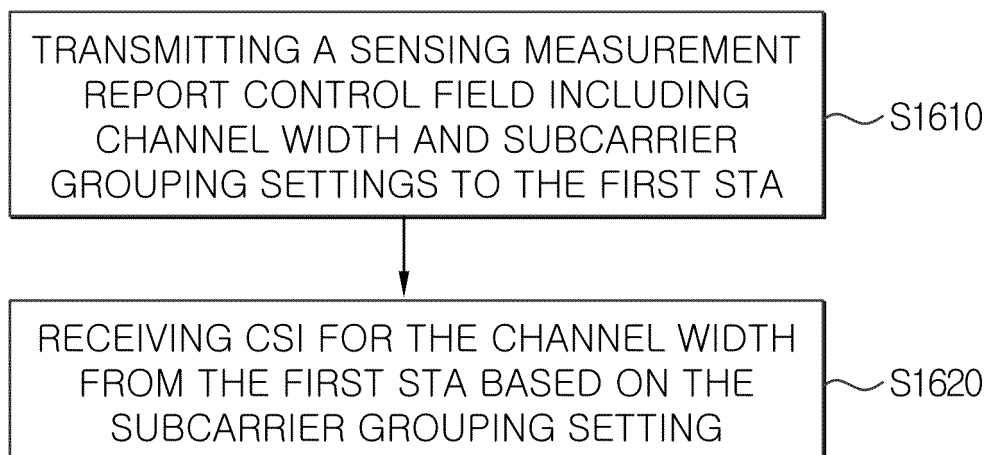 TRANSMITTING A SENSING MEASUREMENT
REPORT CONTROL FIELD INCLUDING
CHANNEL WIDTH AND SUBCARRIER
GROUPING SETTINGS TO THE FIRST STA
S1610
RECEIVING CSI FOR THE CHANNEL WIDTH
FROM THE FIRST STA BASED ON THE
SUBCARRIER GROUPING SETTING
S1620